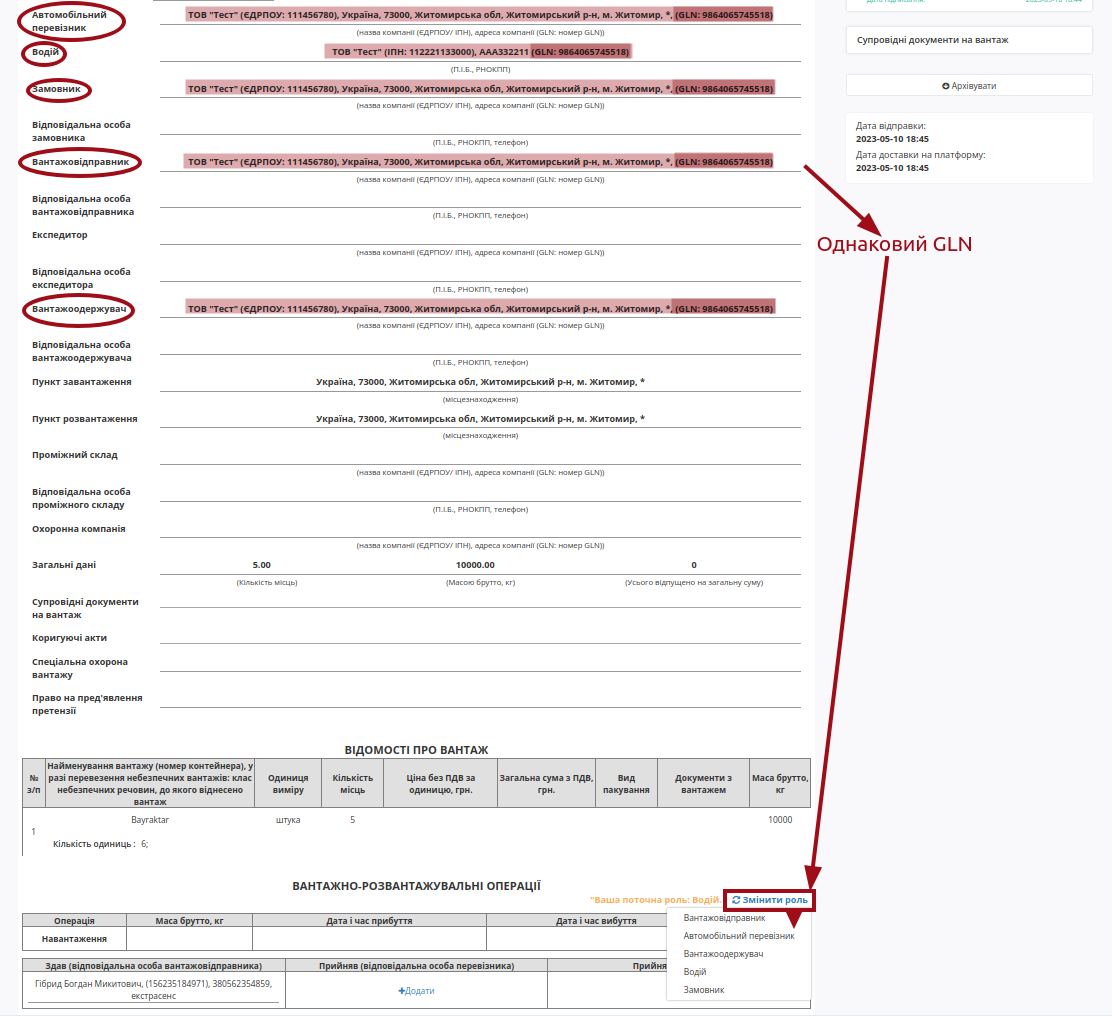 Автомобільний
перевізник
ТОВ "Тест" (ЄДРПОУ: 111456780), Україна, 73000, Житомирська обл, Житомирський р-н, м. Житомир, *, (GLN: 9864065745518)
(назва компанії (ЄДРПОУ/ ІПН), адреса компанії (GLN: номер GLN))
Водій
ТОВ "Тест" (ІПН: 112221133000), ААА332211 (GLN: 9864065745518)
(П.І.Б., РНОКПП)
Замовник
ТОВ "Тест" (ЄДРПОУ: 111456780), Україна, 73000, Житомирська обл, Житомирський р-н, м. Житомир, *, (GLN: 9864065745518)
(назва компанії (ЄДРПОУ/ ІПН), адреса компанії (GLN: номер GLN))
Відповідальна особа
замовника
(П.І.Б., РНОКПП, телефон)
Вантажовідправник
ТОВ "Тест" (ЄДРПОУ: 111456780), Україна, 73000, Житомирська обл, Житомирський р-н, м. Житомир, *, (GLN: 9864065745518)
(назва компанії (ЄДРПОУ/ ІПН), адреса компанії (GLN: номер GLN))
Відповідальна особа
вантажовідправника
(П.І.Б., РНОКПП, телефон)
Експедитор
(назва компанії (ЄДРПОУ/ ІПН), адреса компанії (GLN: номер GLN))
Відповідальна особа
експедитора
(П.І.Б., РНОКПП, телефон)
Вантажоодержувач
ТОВ "Тест" (ЄДРПОУ: 111456780), Україна, 73000, Житомирська обл, Житомирський р-н, м. Житомир, *, (GLN: 9864065745518)
(назва компанії (ЄДРПОУ/ ІПН), адреса компанії (GLN: номер GLN))
Відповідальна особа
вантажоодержувача
(П.І.Б., РНОКПП, телефон)
Пункт завантаження
Україна, 73000, Житомирська обл, Житомирський р-н, м. Житомир, *
(місцезнаходження)
Пункт розвантаження
Україна, 73000, Житомирська обл, Житомирський р-н, м. Житомир, *
(місцезнаходження)
Проміжний склад
(назва компанії (ЄДРПОУ/ ІПН), адреса компанії (GLN: номер GLN))
Відповідальна особа
проміжного складу
(П.І.Б., РНОКПП, телефон)
Охоронна компанія
(назва компанії (ЄДРПОУ/ ІПН), адреса компанії (GLN: номер GLN))
Загальні дані
5.00 10000.00 0
(Кількість місць) (Масою брутто, кг) (Усього відпущено на загальну суму)
Супровідні документи
на вантаж
Коригуючі акти
Спеціальна охорона
вантажу
Право на пред'явлення
претензії
Супровідні документи на вантаж
Архівувати
Дата відправки:
2023-05-10 18:45
Дата доставки на платформу:
2023-05-10 18:45
Однаковий GLN
ВІДОМОСТІ ПРО ВАНТАЖ
№ з/п
Найменування вантажу (номер контейнера), у
разі перевезення небезпечних вантажів: клас
небезпечних речовин, до якого віднесено
вантаж
Одиниця
виміру
Кількість
місць
Ціна без ПДВ за
одиницю, грн.
Загальна сума з ПДВ,
грн.
Вид
пакування
Документи з
вантажем
Маса брутто,
кг
1
Bayraktar штука 5 10000
Кількість одиниць : 6;
ВАНТАЖНО-РОЗВАНТАЖУВАЛЬНІ ОПЕРАЦІЇ
"Ваша поточна роль: Водій. Змінити роль
Вантажовідправник
Автомобільний перевізник
Вантажоодержувач
Водій
Замовник
Операція Маса брутто, кг Дата і час прибуття Дата і час вибуття
Навантаження
Здав (відповідальна особа вантажовідправника) Прийняв (відповідальна особа перевізника) Прийня
Гібрид Богдан Микитович, (156235184971), 380562354859,
екстрасенс
Додати